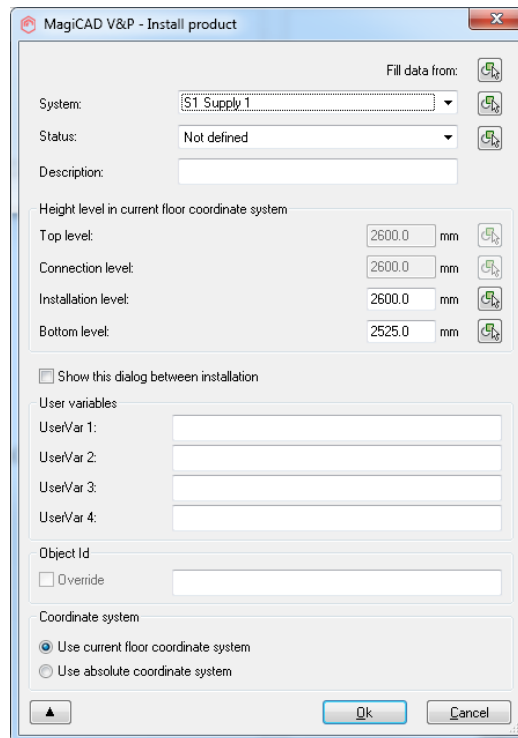 MagiCAD V&P - Install product
Fill data from:
System: S1 Supply 1
Status: Not defined
Description:
Height level in current floor coordinate system
Top level: 2600.0 mm
Connection level: 2600.0 mm
Installation level: 2600.0 mm
Bottom level: 2525.0 mm
Show this dialog between installation
User variables
UserVar 1:
UserVar 2:
UserVar 3:
UserVar 4:
Object Id
Override
Coordinate system
Use current floor coordinate system
Use absolute coordinate system
Ok Cancel